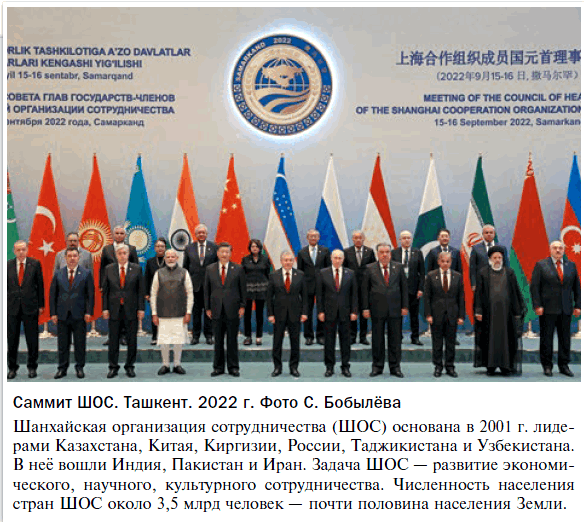 ORLIK TASHKILOTIGA A'ZO DAVLATLAR
ARLARI KENGASHI YIG'ILISHI
yil 15-16 sentabr, Samarqand
СОВЕТА ГЛАВ ГОСУДАРСТВ-ЧЛЕНОВ
Й ОРГАНИЗАЦИИ СОТРУДНИЧЕСТВА
сентября 2022 года, Самарканд
SAMARKAND 2022
上海合作组织成员国元首理事
(2022年9月15-16日, 撒马尔罕)
MEETING OF THE COUNCIL OF HEA
OF THE SHANGHAI COOPERATION ORGANIZATION
15-16 September 2022, Samarkan
Саммит ШОС. Ташкент. 2022 г. Фото С. Бобылёва
Шанхайская организация сотрудничества (ШОС) основана в 2001 г. лиде-
рами Казахстана, Китая, Киргизии, России, Таджикистана и Узбекистана.
В неё вошли Индия, Пакистан и Иран. Задача ШОС — развитие экономи-
ческого, научного, культурного сотрудничества. Численность населения
стран ШОС около 3,5 млрд человек — почти половина населения Земли.